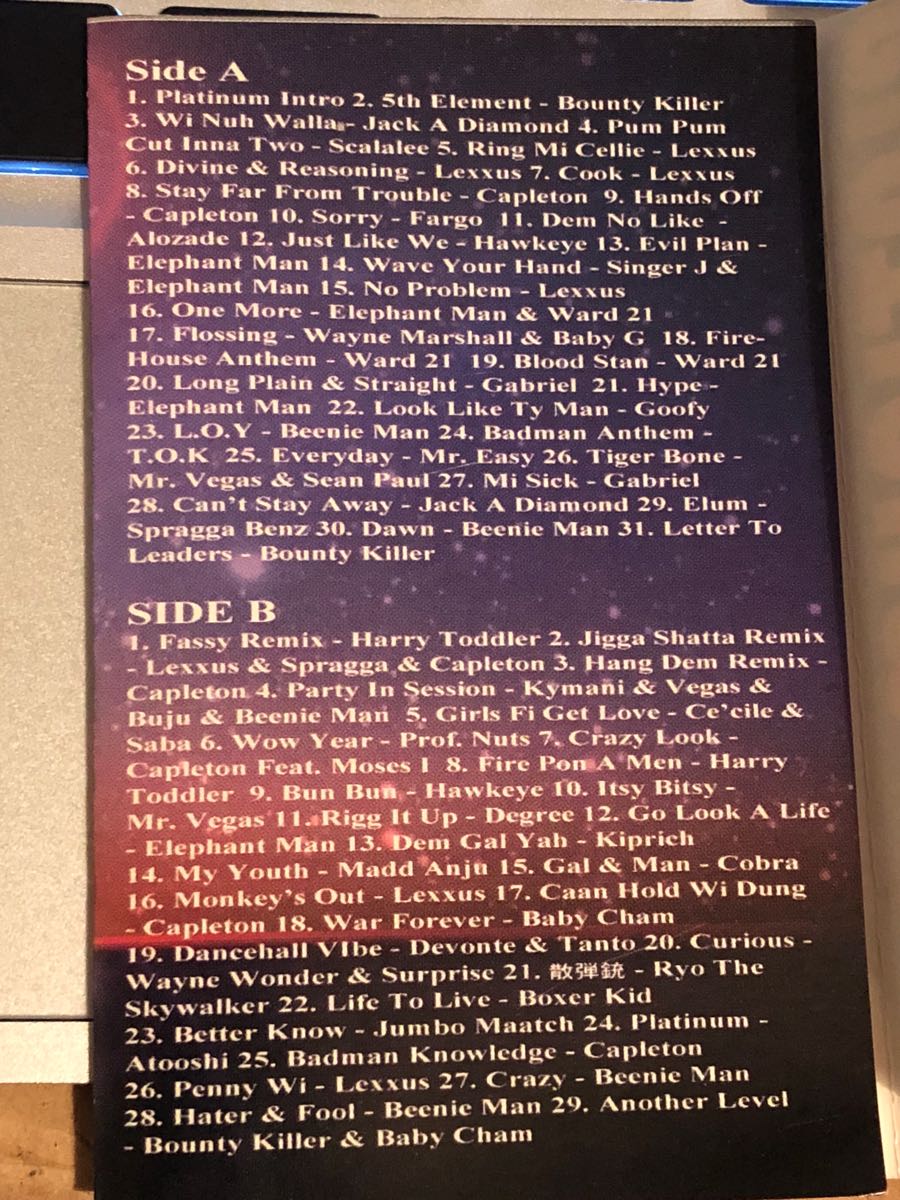 Side A
1. Platinum Intro 2. 5th Element - Bounty Killer
3. Wi Nuh Walla - Jack A Diamond 4. Pum Pum
Cut Inna Two - Scalalee 5. Ring Mi Cellie - Lexxus
6. Divine & Reasoning - Lexxus 7. Cook - Lexxus
8. Stay Far From Trouble - Capleton 9. Hands Off
- Capleton 10. Sorry - Fargo 11. Dem No Like -
Alozade 12. Just Like We - Hawkeye 13. Evil Plan -
Elephant Man 14. Wave Your Hand - Singer J &
Elephant Man 15. No Problem - Lexxus
16. One More - Elephant Man & Ward 21
17. Flossing - Wayne Marshall & Baby G 18. Fire-
House Anthem - Ward 21 19. Blood Stan - Ward 21
20. Long Plain & Straight - Gabriel 21. Hype -
Elephant Man 22. Look Like Ty Man - Goofy
23. L.O.Y - Beenie Man 24. Badman Anthem -
T.O.K 25. Everyday - Mr. Easy 26. Tiger Bone -
Mr. Vegas & Sean Paul 27. Mi Sick - Gabriel
28. Can't Stay Away - Jack A Diamond 29. Elum -
Spragga Benz 30. Dawn - Beenie Man 31. Letter To
Leaders - Bounty Killer
SIDE B
1. Fassy Remix - Harry Toddler 2. Jigga Shatta Remix
- Lexxus & Spragga & Capleton 3. Hang Dem Remix -
Capleton 4. Party In Session - Kymani & Vegas &
Buju & Beenie Man 5. Girls Fi Get Love - Ce'cile &
Saba 6. Wow Year - Prof. Nuts 7. Crazy Look -
Capleton Feat. Moses I 8. Fire Pon A Men - Harry
Toddler 9. Bun Bun - Hawkeye 10. Itsy Bitsy -
Mr. Vegas 11. Rigg It Up - Degree 12. Go Look A Life
- Elephant Man 13. Dem Gal Yah - Kiprich
14. My Youth - Madd Anju 15. Gal & Man - Cobra
16. Monkey's Out - Lexxus 17. Caan Hold Wi Dung
- Capleton 18. War Forever - Baby Cham
19. Dancehall VIbe - Devonte & Tanto 20. Curious -
Wayne Wonder & Surprise 21. 散弾銃 - Ryo The
Skywalker 22. Life To Live - Boxer Kid
23. Better Know - Jumbo Maatch 24. Platinum -
Atooshi 25. Badman Knowledge - Capleton
26. Penny Wi - Lexxus 27. Crazy - Beenie Man
28. Hater & Fool - Beenie Man 29. Another Level
- Bounty Killer & Baby Cham